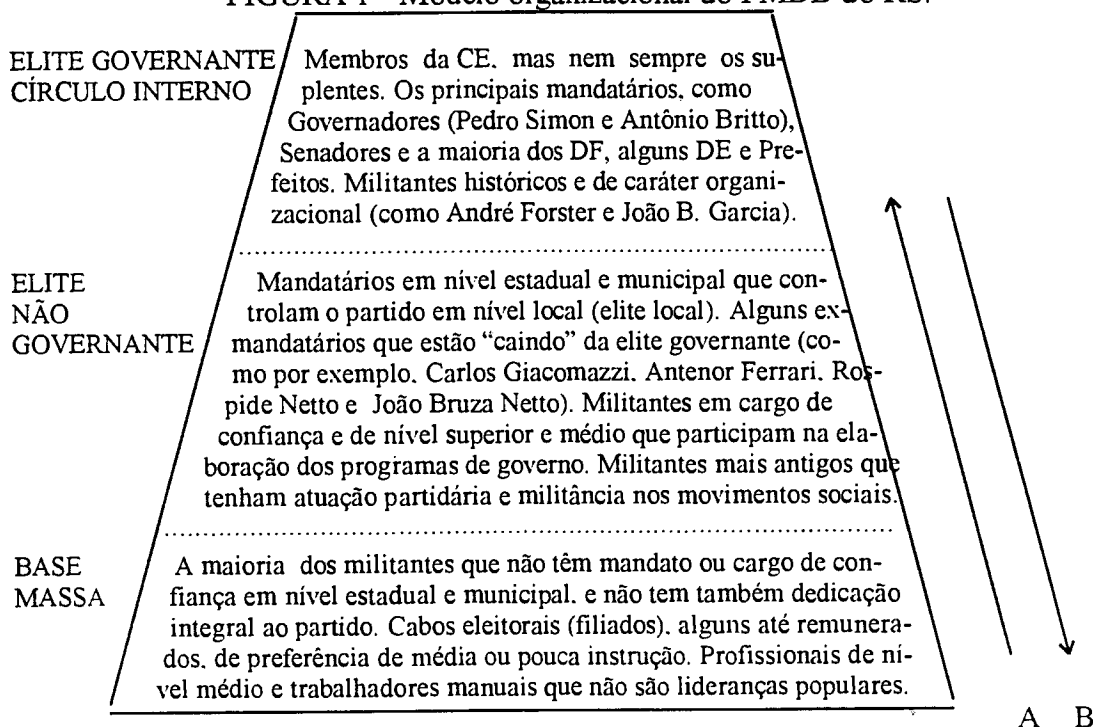 FIGURA 1 - Modelo organizacional do PMDB do RS.
ELITE GOVERNANTE
CÍRCULO INTERNO
Membros da CE. mas nem sempre os su-
plentes. Os principais mandatários, como
Governadores (Pedro Simon e Antônio Britto),
Senadores e a maioria dos DF, alguns DE e Pre-
feitos. Militantes históricos e de caráter organi-
zacional (como André Forster e João B. Garcia).
ELITE
NÃO
GOVERNANTE
Mandatários em nível estadual e municipal que con-
trolam o partido em nível local (elite local). Alguns ex-
mandatários que estão “caindo” da elite governante (co-
mo por exemplo. Carlos Giacomazzi. Antenor Ferrari. Ros-
pide Netto e João Bruza Netto). Militantes em cargo de
confiança e de nível superior e médio que participam na ela-
boração dos programas de governo. Militantes mais antigos que
tenham atuação partidária e militância nos movimentos sociais.
BASE
MASSA
A maioria dos militantes que não têm mandato ou cargo de con-
fiança em nível estadual e municipal. e não tem também dedicação
integral ao partido. Cabos eleitorais (filiados). alguns até remunera-
dos. de preferência de média ou pouca instrução. Profissionais de ní-
vel médio e trabalhadores manuais que não são lideranças populares.
A B